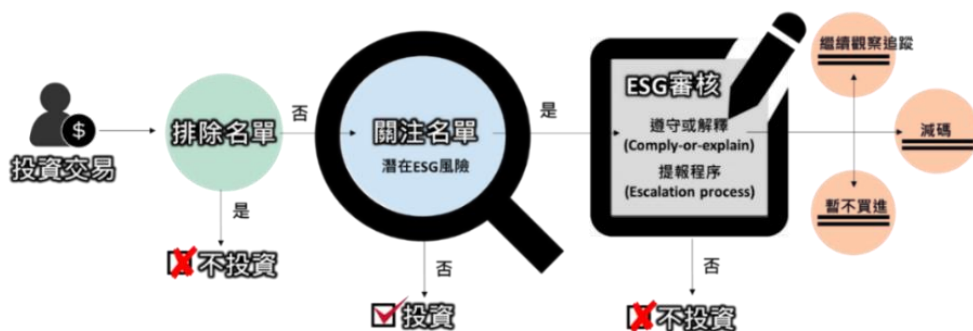 投資交易
$
排除名單
是
不投資
否
關注名單
潛在ESG風險
否
投資
是
ESG審核
遵守或解釋
(Comply-or-explain)
提報程序
(Escalation process)
否
不投資
繼續觀察追蹤
減碼
暫不買進